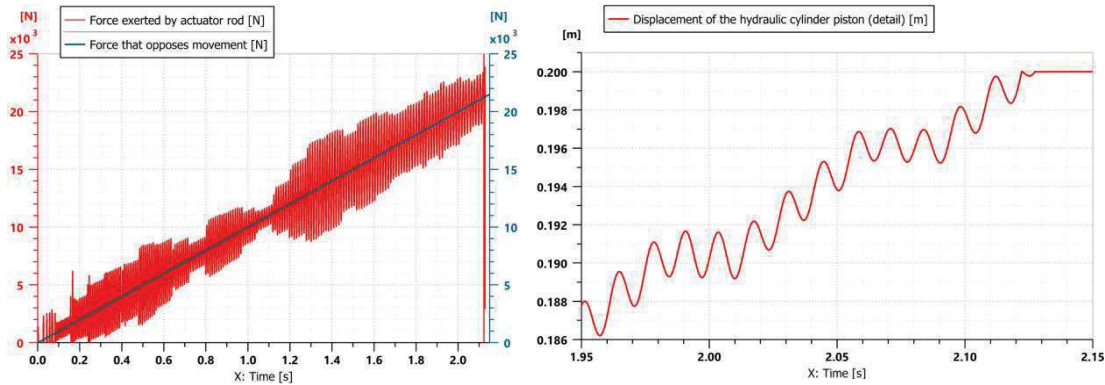 [N]
x10³
Force exerted by actuator rod [N]
Force that opposes movement [N]
[N]
x10³
25
20
15
10
5
0
25
20
15
10
5
0
0.0 0.2 0.4 0.6 0.8 1.0 1.2 1.4 1.6 1.8 2.0
X: Time [s]
Displacement of the hydraulic cylinder piston (detail) [m]
[m]
0.200
0.198
0.196
0.194
0.192
0.190
0.188
0.186
1.95 2.00 2.05 2.10 2.15
X: Time [s]